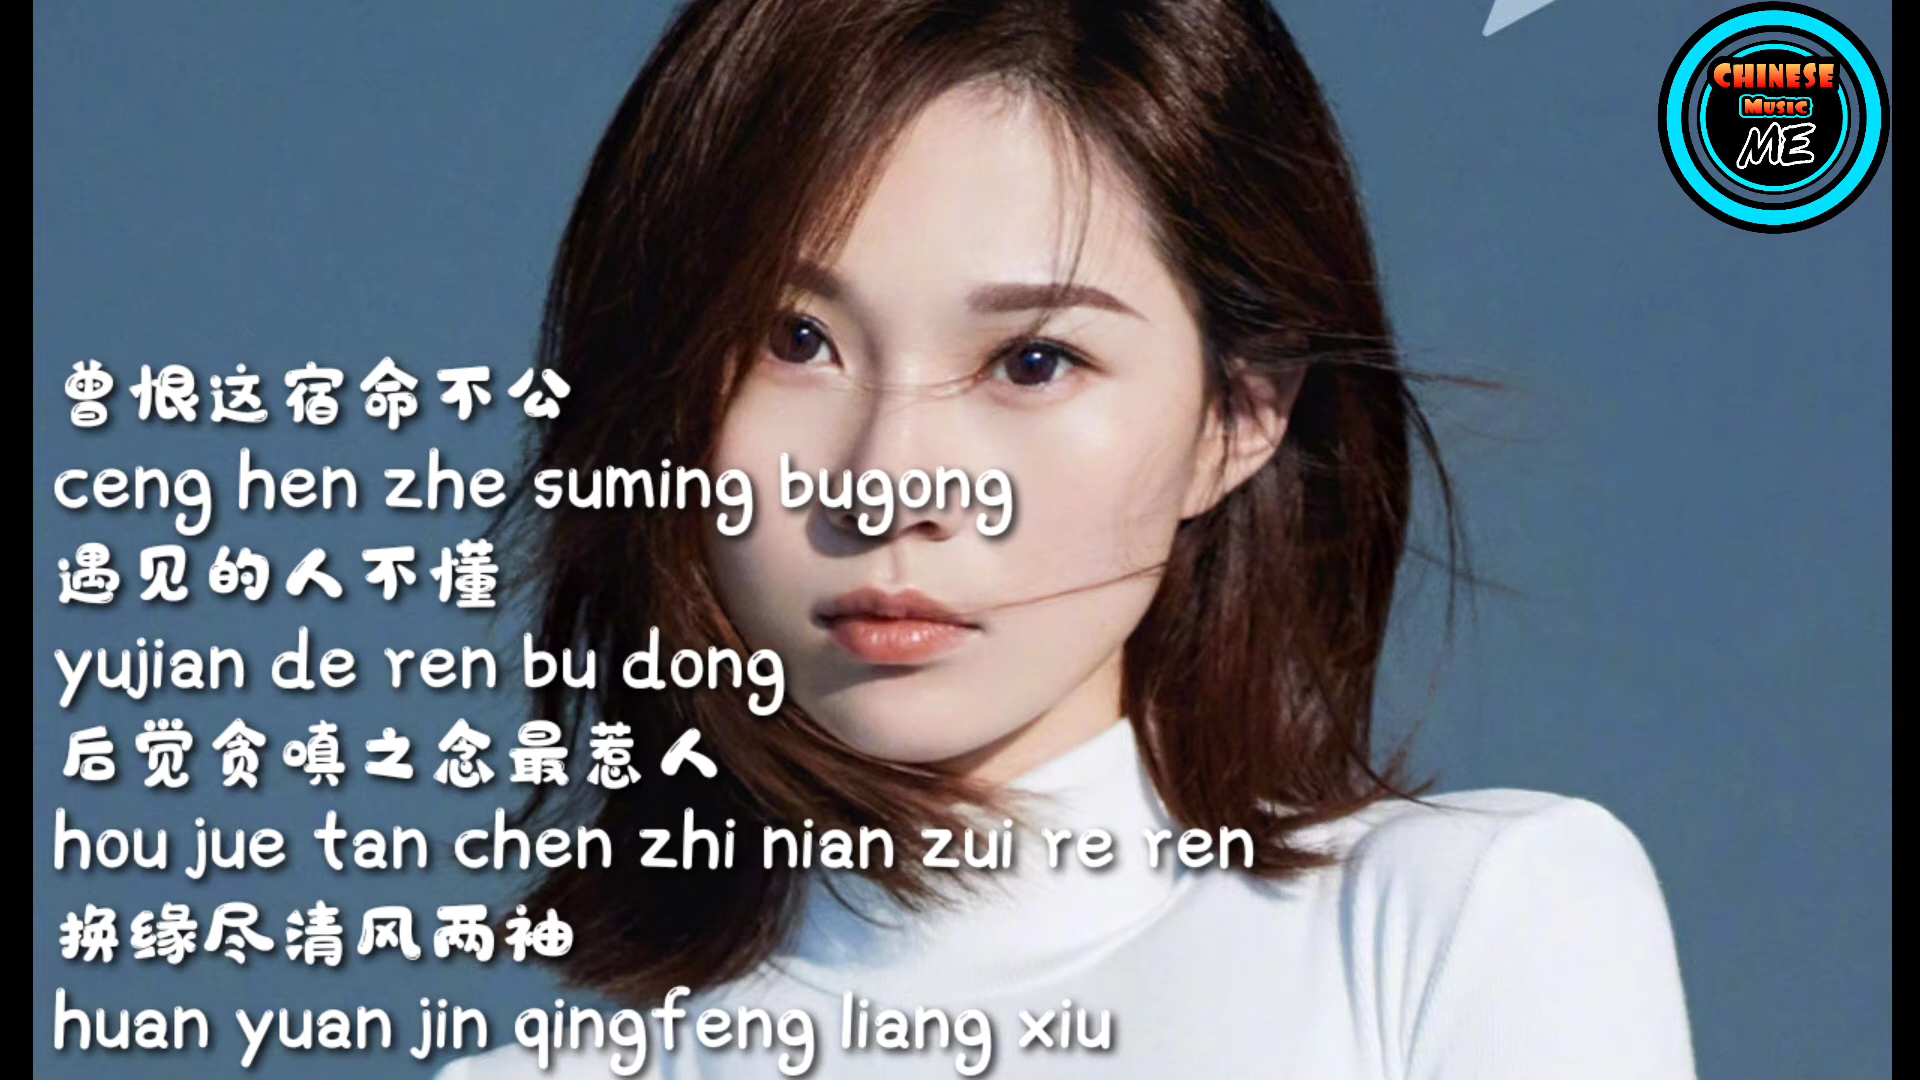 CHINESE
Music
ME
曾恨这宿命不公
ceng hen zhe suming bugong
遇见的人不懂
yujian de ren bu dong
后觉贪嗔之念最惹人
hou jue tan chen zhi nian zui re ren
换缘尽清风两袖
huan yuan jin qingfeng liang xiu